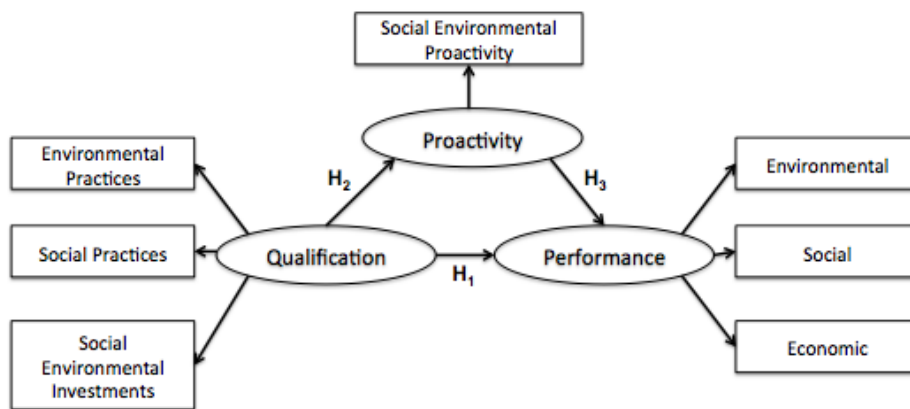 Social Environmental
Proactivity
Proactivity
Environmental
Practices
H2
H3
Environmental
Social Practices
Qualification
H1
Performance
Social
Social
Environmental
Investments
Economic